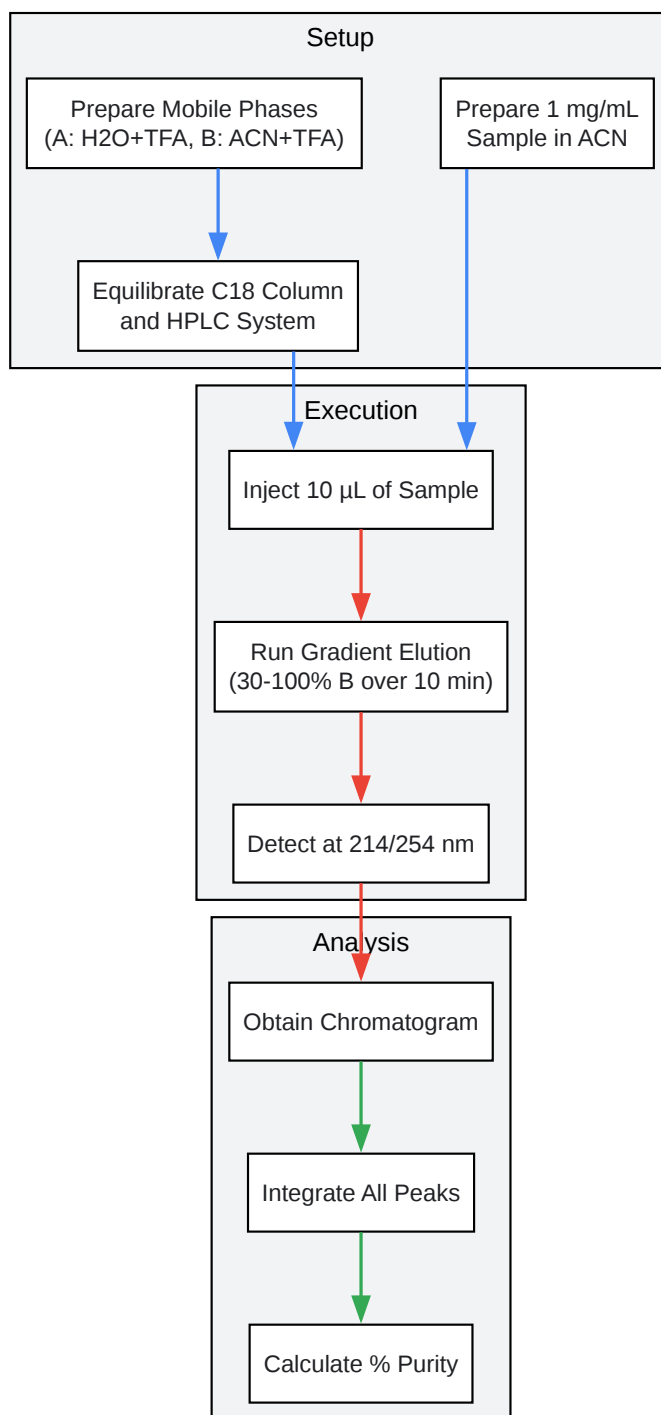 Setup
Prepare Mobile Phases
(A: H2O+TFA, B: ACN+TFA)
Prepare 1 mg/mL
Sample in ACN
Equilibrate C18 Column
and HPLC System
Execution
Inject 10 µL of Sample
Run Gradient Elution
(30-100% B over 10 min)
Detect at 214/254 nm
Analysis
Obtain Chromatogram
Integrate All Peaks
Calculate % Purity